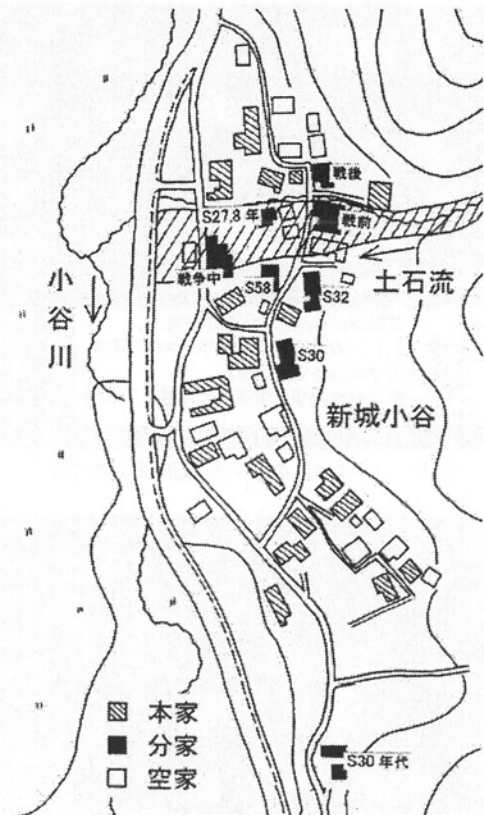 戦後
S27,8年
戦前
戦争中
土石流
S58
S32
小谷川
S30
新城小谷
本家
分家
空家
S30年代